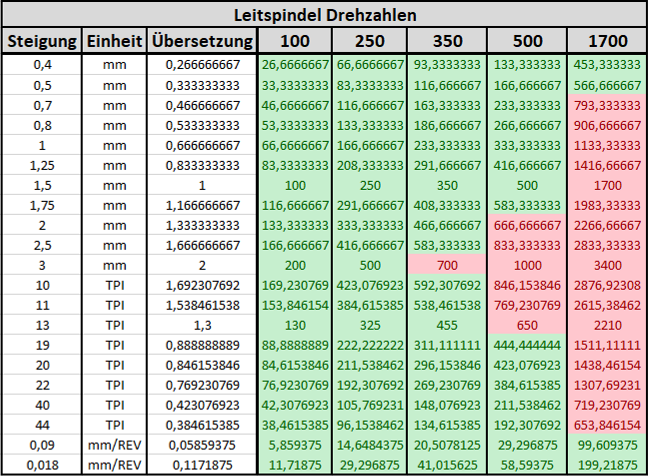 Leitspindel Drehzahlen
Steigung Einheit Übersetzung 100 250 350 500 1700
0,4 mm 0,266666667 26,6666667 66,6666667 93,3333333 133,333333 453,333333
0,5 mm 0,333333333 33,3333333 83,3333333 116,666667 166,666667 566,666667
0,7 mm 0,466666667 46,6666667 116,666667 163,333333 233,333333 793,333333
0,8 mm 0,533333333 53,3333333 133,333333 186,666667 266,666667 906,666667
1 mm 0,666666667 66,6666667 166,666667 233,333333 333,333333 1133,33333
1,25 mm 0,833333333 83,3333333 208,333333 291,666667 416,666667 1416,66667
1,5 mm 1 100 250 350 500 1700
1,75 mm 1,166666667 116,666667 291,666667 408,333333 583,333333 1983,33333
2 mm 1,333333333 133,333333 333,333333 466,666667 666,666667 2266,66667
2,5 mm 1,666666667 166,666667 416,666667 583,333333 833,333333 2833,33333
3 mm 2 200 500 700 1000 3400
10 TPI 1,692307692 169,230769 423,076923 592,307692 846,153846 2876,92308
11 TPI 1,538461538 153,846154 384,615385 538,461538 769,230769 2615,38462
13 TPI 1,3 130 325 455 650 2210
19 TPI 0,888888889 88,8888889 222,222222 311,111111 444,444444 1511,11111
20 TPI 0,846153846 84,6153846 211,538462 296,153846 423,076923 1438,46154
22 TPI 0,769230769 76,9230769 192,307692 269,230769 384,615385 1307,69231
40 TPI 0,423076923 42,3076923 105,769231 148,076923 211,538462 719,230769
44 TPI 0,384615385 38,4615385 96,1538462 134,615385 192,307692 653,846154
0,09 mm/REV 0,05859375 5,859375 14,6484375 20,5078125 29,296875 99,609375
0,018 mm/REV 0,1171875 11,71875 29,296875 41,015625 58,59375 199,21875